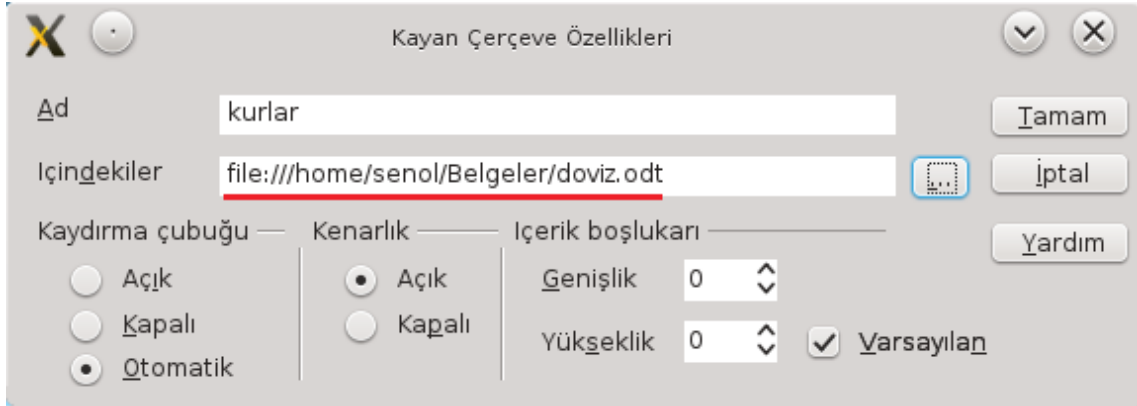 Kayan Çerçeve Özellikleri
Ad kurlar Tamam
Içindekiler file:///home/senol/Belgeler/doviz.odt ... İptal
Kaydırma çubuğu Kenarlık Içerik boşlukarı Yardım
Açık Açık Genişlik 0
Kapalı Kapalı Yükseklik 0 Varsayılan
Otomatik